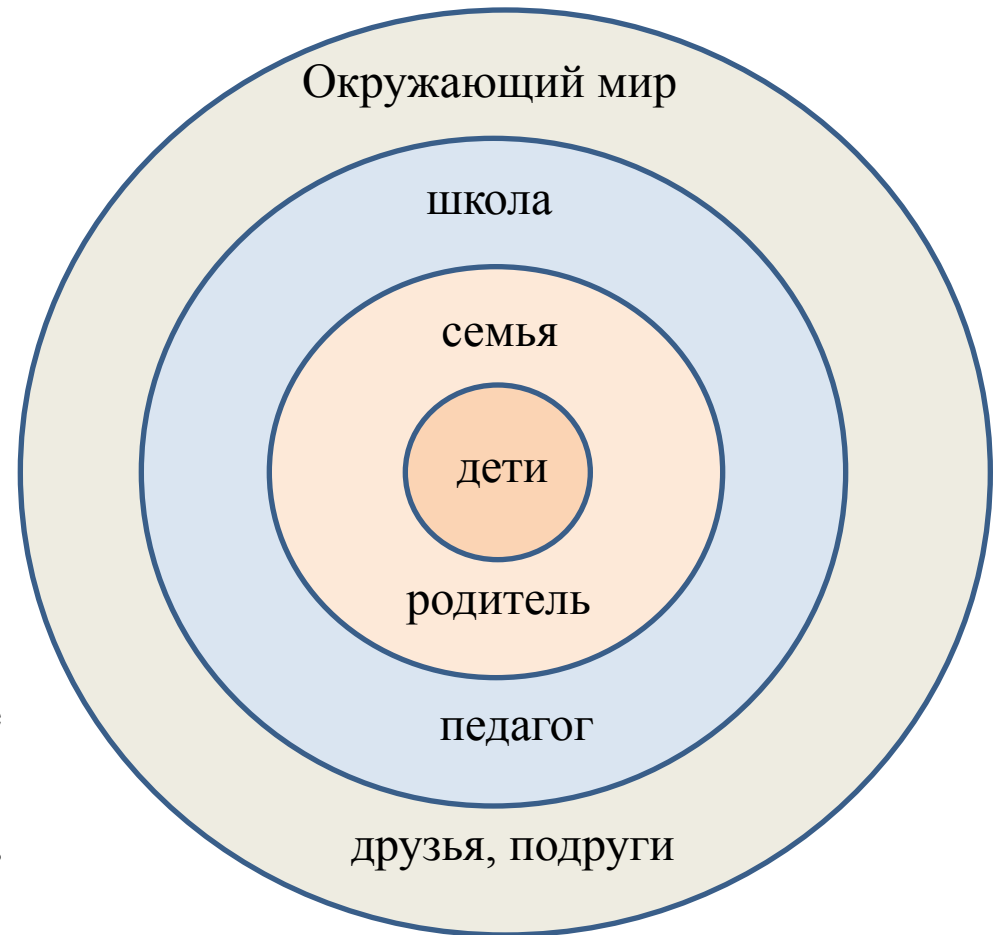 Окружающий мир
школа
семья
дети
родитель
педагог
друзья, подруги